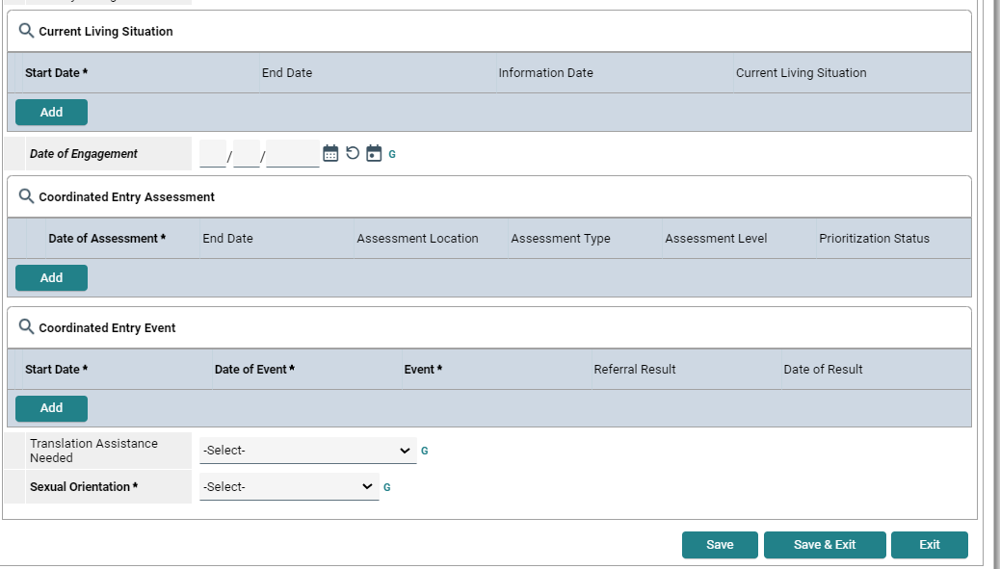 Current Living Situation
Start Date * End Date Information Date Current Living Situation
Add
Date of Engagement / / G
Coordinated Entry Assessment
Date of Assessment * End Date Assessment Location Assessment Type Assessment Level Prioritization Status
Add
Coordinated Entry Event
Start Date * Date of Event * Event * Referral Result Date of Result
Add
Translation Assistance
Needed
-Select- G
Sexual Orientation * -Select- G
Save Save & Exit Exit